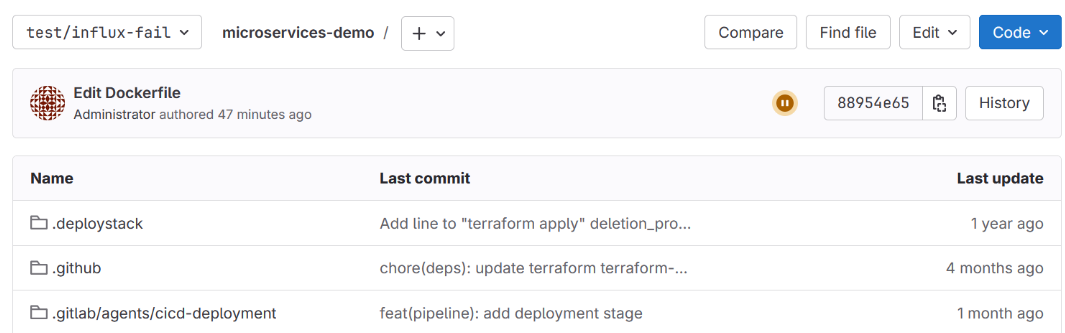 test/influx-fail microservices-demo / + Compare Find file Edit Code
Edit Dockerfile
Administrator authored 47 minutes ago 88954e65 History
Name Last commit Last update
.deploystack Add line to "terraform apply" deletion_pro... 1 year ago
.github chore(deps): update terraform terraform-... 4 months ago
.gitlab/agents/cicd-deployment feat(pipeline): add deployment stage 1 month ago